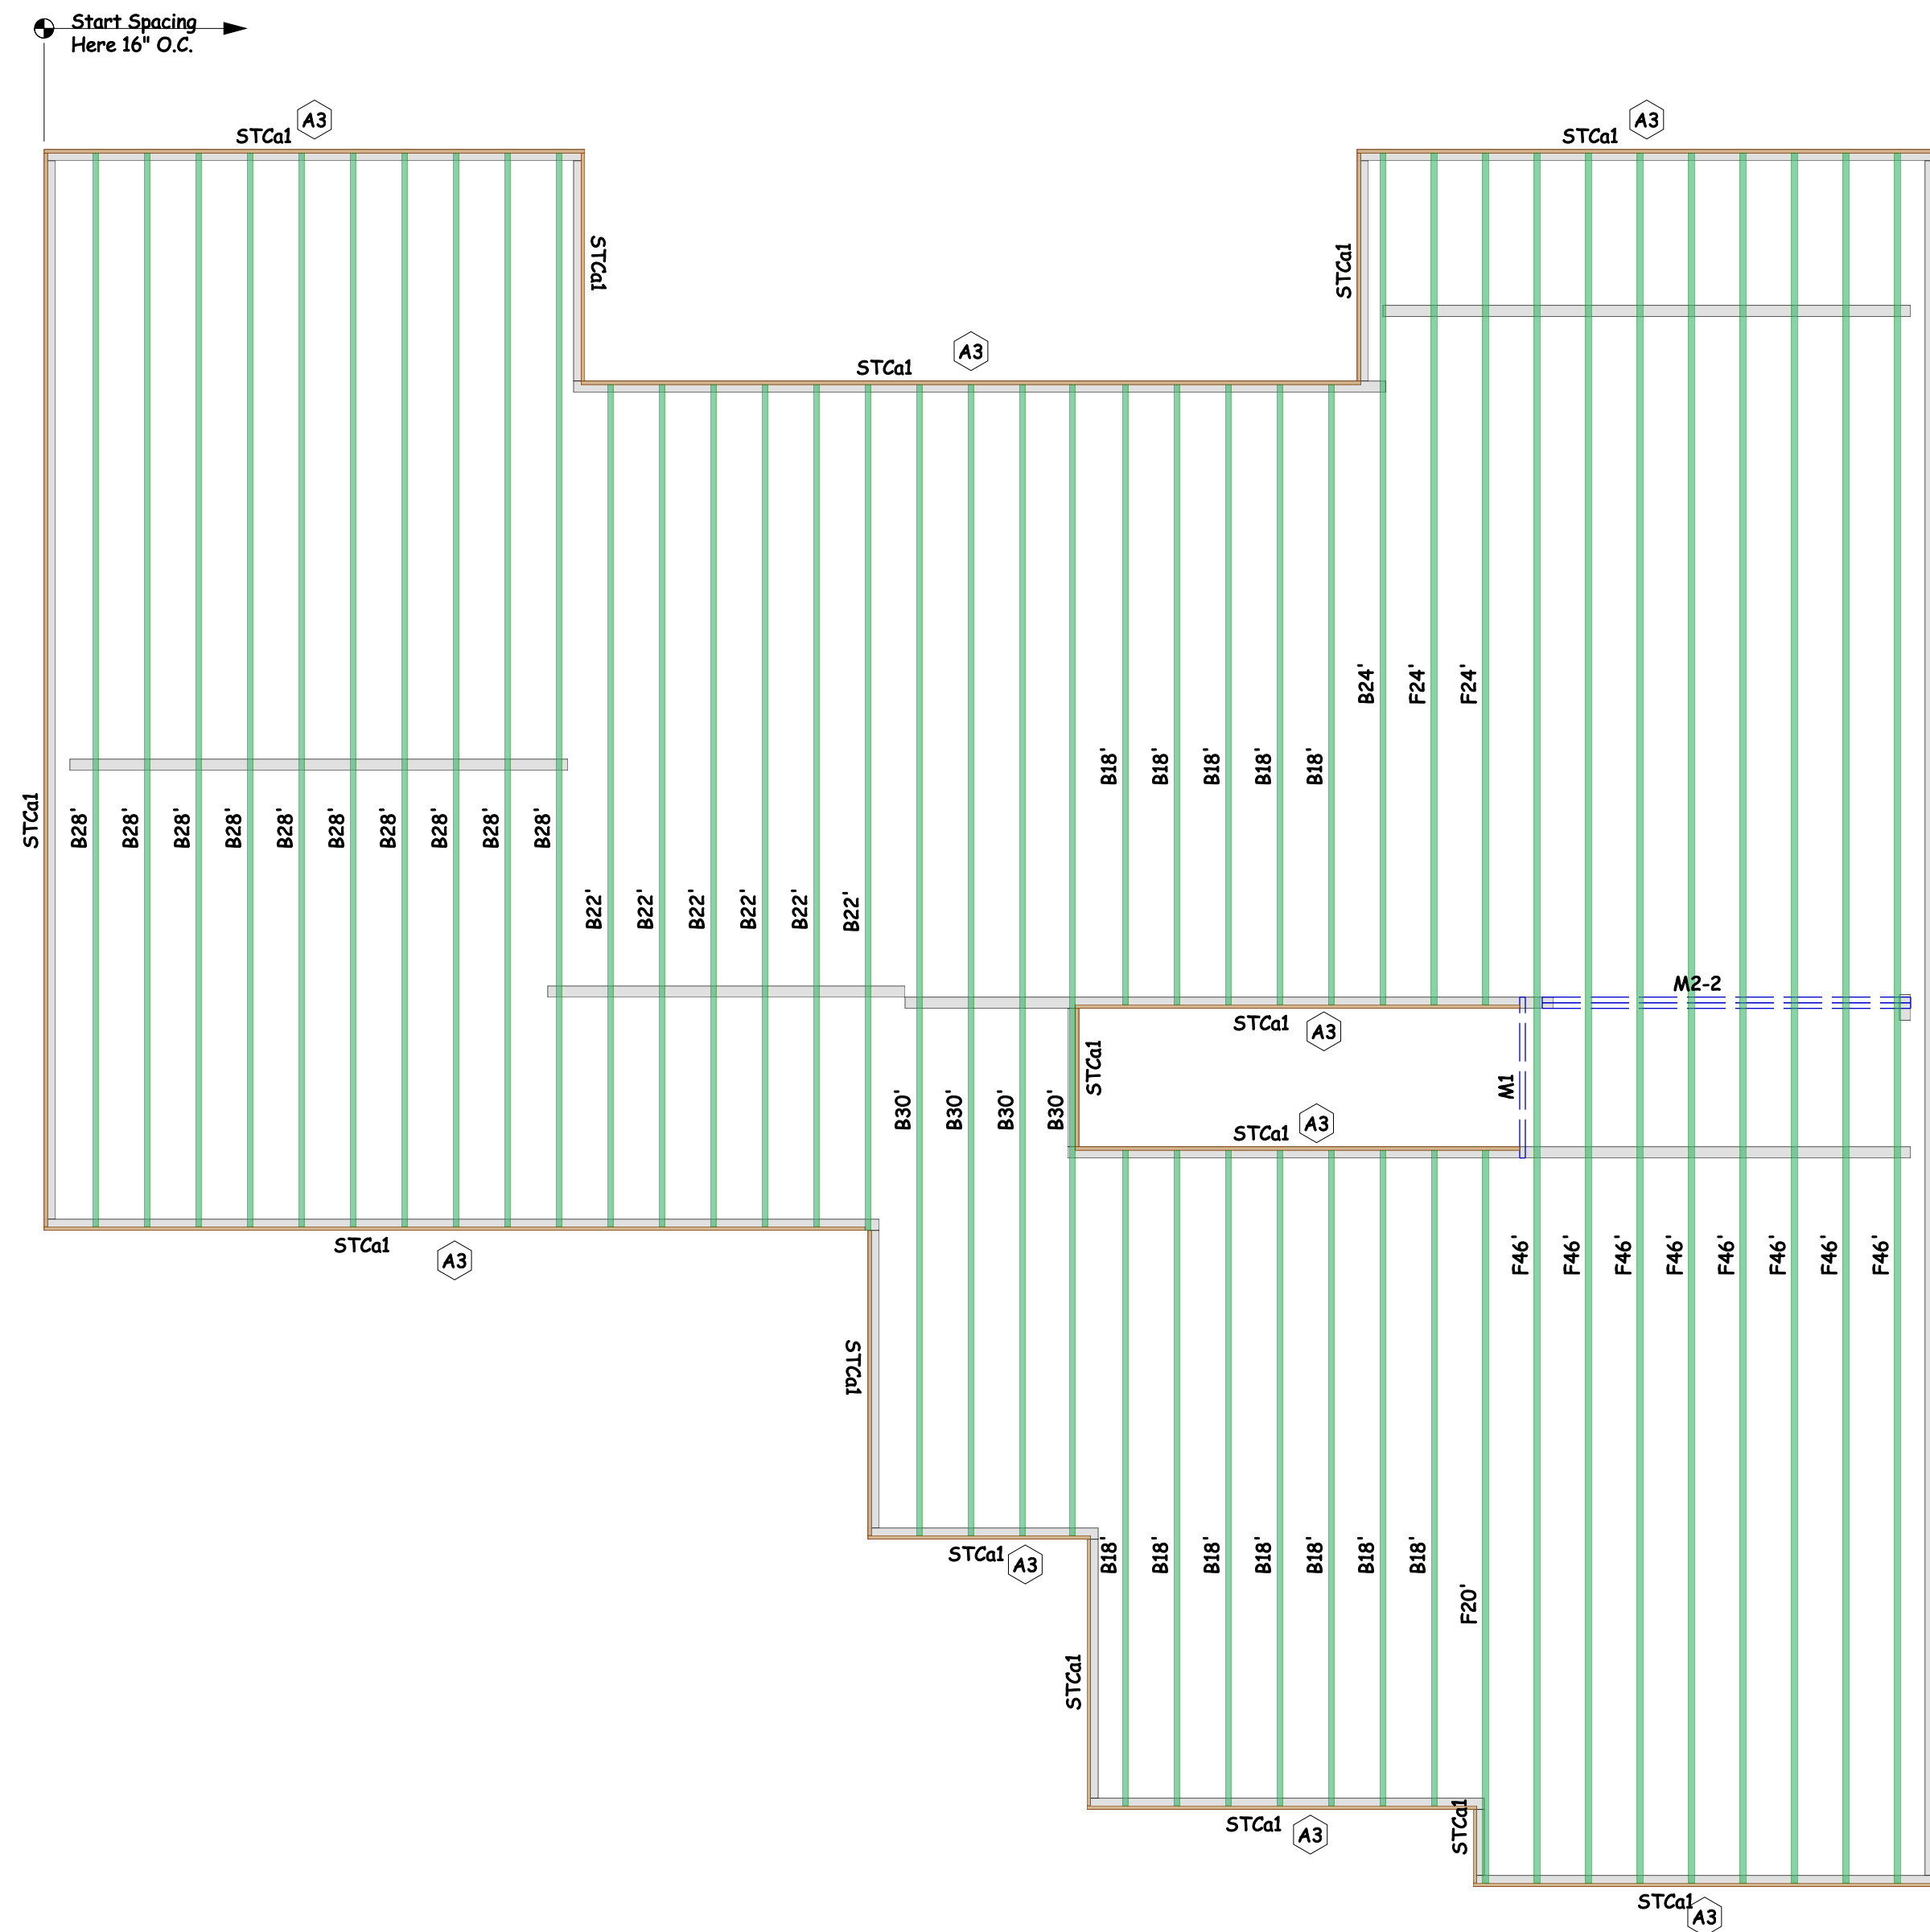 Start Spacing
Here 16" O.C.
A3
STCa1
A3
STCa1
STCa1
STCa1
A3
STCa1
B24'
F24'
F24'
B18'
B18'
B18'
B18'
B18'
STCa1
B28'
B28'
B28'
B28'
B28'
B28'
B28'
B28'
B28'
B28'
B22'
B22'
B22'
B22'
B22'
B22'
M2-2
STCa1
A3
STCa1
M1
B30'
B30'
B30'
B30'
STCa1
A3
STCa1
A3
F46'
F46'
F46'
F46'
F46'
F46'
F46'
F46'
STCa1
STCa1
A3
B18'
B18'
B18'
B18'
B18'
B18'
B18'
F20'
STCa1
STCa1
A3
STCa1
STCa1
A3